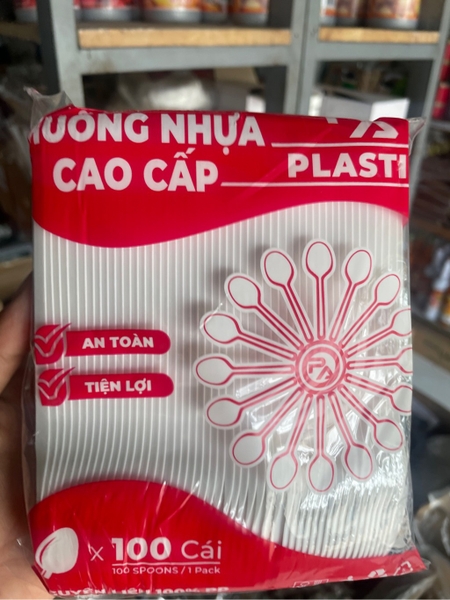 MUỖNG NHỰA
CAO CẤP
PLASTI
AN TOÀN
TIỆN LỢI
x 100 Cái
100 SPOONS / 1 Pack